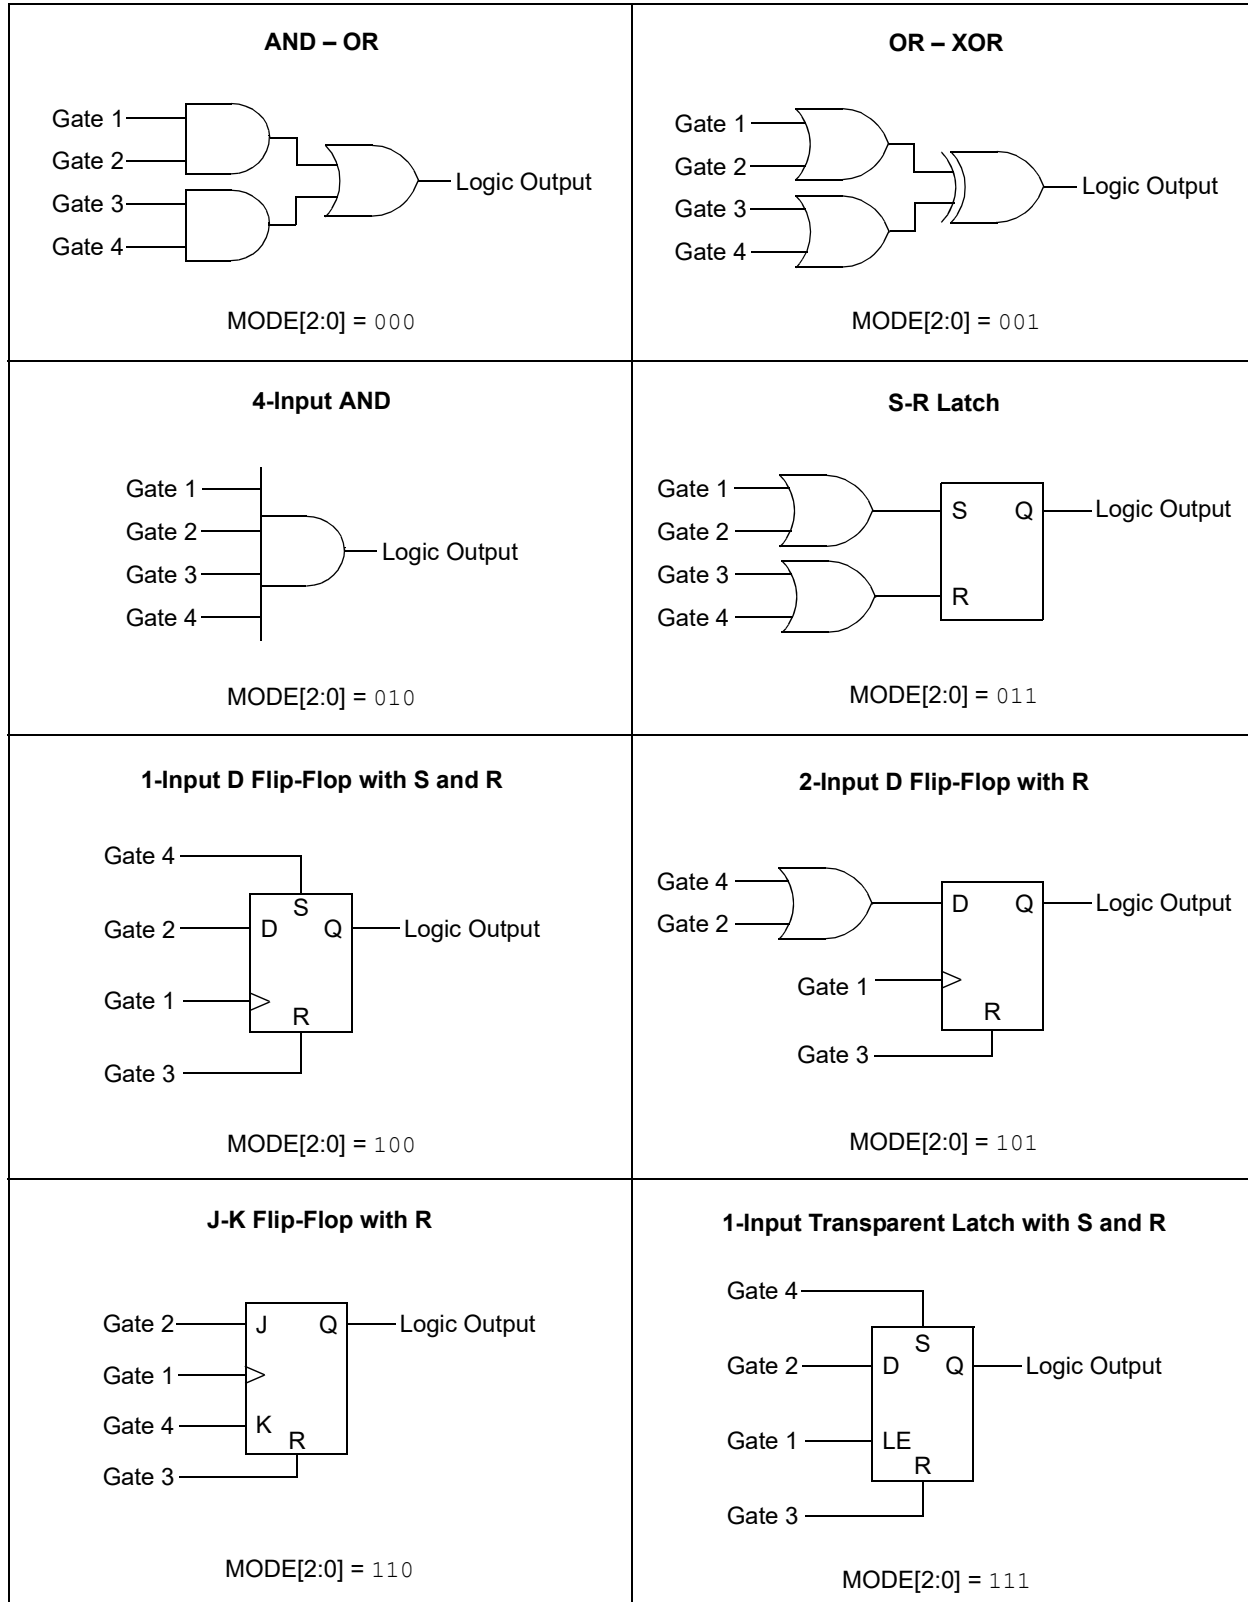 AND – OR
Gate 1
Gate 2
Gate 3
Gate 4
Logic Output
MODE[2:0] = 000
OR – XOR
Gate 1
Gate 2
Gate 3
Gate 4
Logic Output
MODE[2:0] = 001
4-Input AND
Gate 1
Gate 2
Gate 3
Gate 4
Logic Output
MODE[2:0] = 010
S-R Latch
Gate 1
Gate 2
Gate 3
Gate 4
S Q
R
Logic Output
MODE[2:0] = 011
1-Input D Flip-Flop with S and R
Gate 4
S
Gate 2
D Q
Logic Output
Gate 1
R
Gate 3
MODE[2:0] = 100
2-Input D Flip-Flop with R
Gate 4
Gate 2
D Q
Logic Output
Gate 1
R
Gate 3
MODE[2:0] = 101
J-K Flip-Flop with R
Gate 2
J Q
Logic Output
Gate 1
Gate 4
K
R
Gate 3
MODE[2:0] = 110
1-Input Transparent Latch with S and R
Gate 4
S
Gate 2
D Q
Logic Output
Gate 1
LE
R
Gate 3
MODE[2:0] = 111